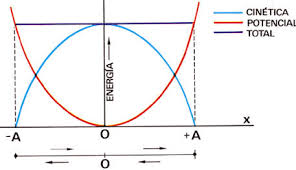 CINÉTICA
POTENCIAL
TOTAL
ENERGÍA
-A
O
+A
x
O